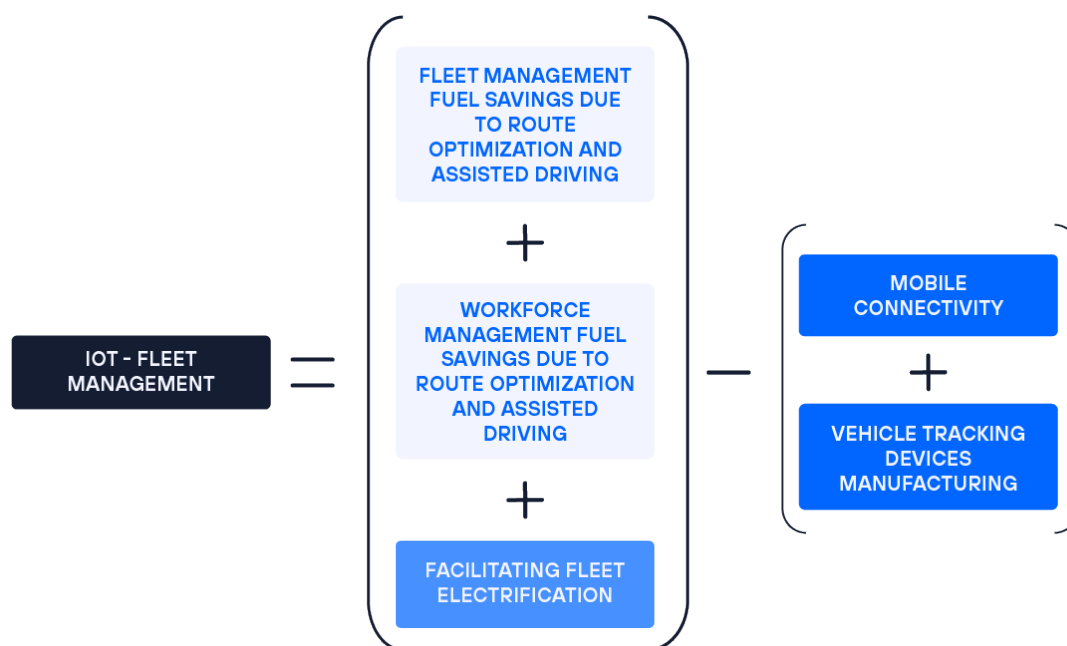 IOT - FLEET
MANAGEMENT
=
FLEET MANAGEMENT
FUEL SAVINGS DUE
TO ROUTE
OPTIMIZATION AND
ASSISTED DRIVING
+
WORKFORCE
MANAGEMENT FUEL
SAVINGS DUE TO
ROUTE OPTIMIZATION
AND ASSISTED
DRIVING
+
FACILITATING FLEET
ELECTRIFICATION
—
MOBILE
CONNECTIVITY
+
VEHICLE TRACKING
DEVICES
MANUFACTURING